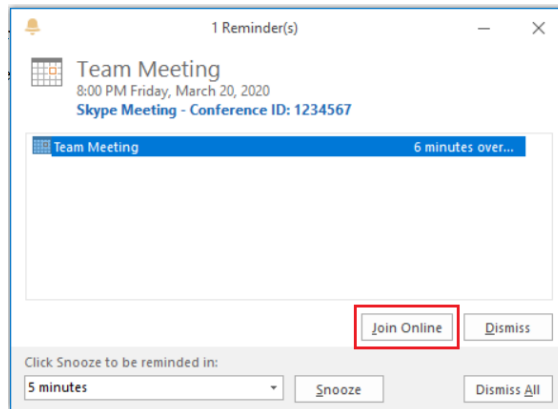 1 Reminder(s)
Team Meeting
8:00 PM Friday, March 20, 2020
Skype Meeting - Conference ID: 1234567
Team Meeting 6 minutes over...
Join Online Dismiss
Click Snooze to be reminded in:
5 minutes Snooze Dismiss All